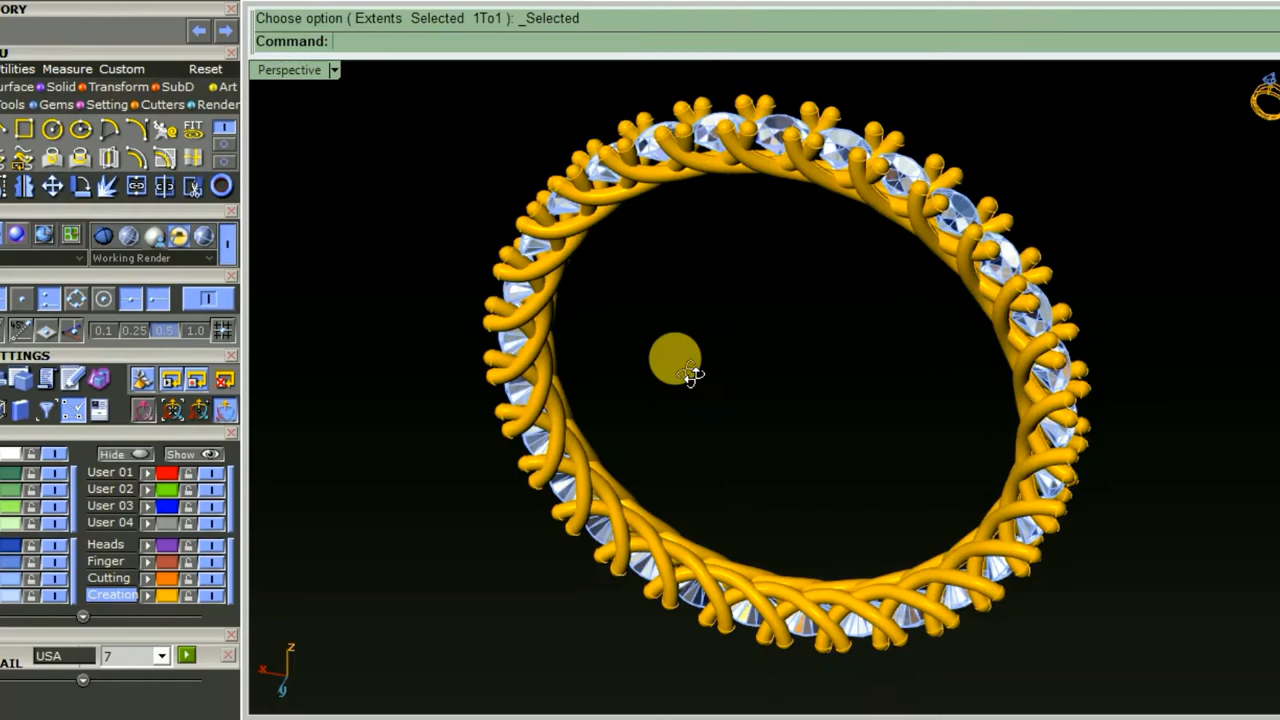 ORY
Choose option ( Extents Selected 1To1 ): _Selected
Command:
U
tilities Measure Custom Reset
Perspective
urface Solid Transform SubD Art
Tools Gems Setting Cutters Render
FIT
Working Render
0.1 0.25 0.5 1.0
TTINGS
Hide Show
User 01
User 02
User 03
User 04
Heads
Finger
Cutting
Creation
AIL USA 7
x
z
y